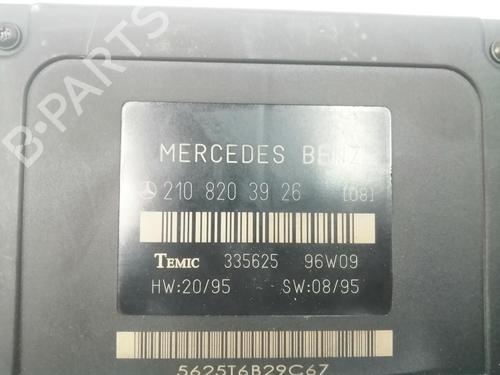 MERCEDES BENZ
210 820 39 26 [08]
TEMIC 335625 96W09
HW:20/95 SW:08/95
5625T6B29C67
B-PARTS